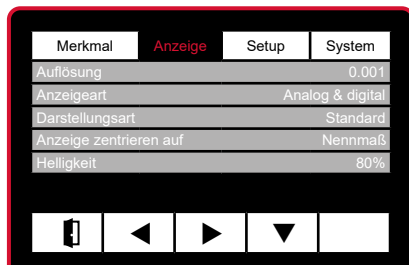 Merkmal Anzeige Setup System
Auflösung 0.001
Anzeigeart Analog & digital
Darstellungsart Standard
Anzeige zentrieren auf Nennmaß
Helligkeit 80%